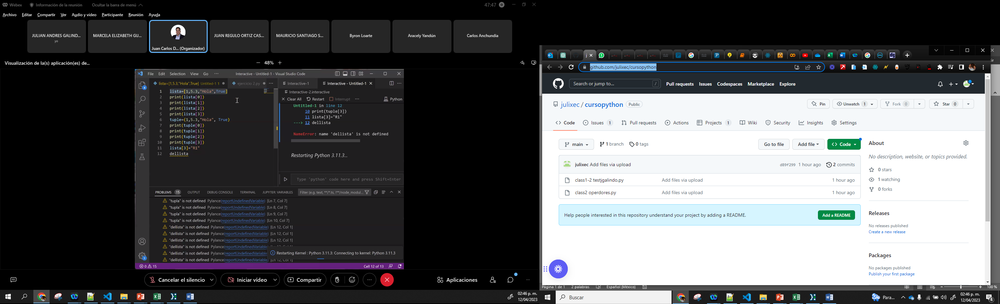 Webex Información de la reunión Ocultar la barra de menú 47:47
Archivo Editar Compartir Ver Audio y vídeo Participante Reunión Ayuda
JULIAN ANDRES GALIND...
yo
MARCELA ELIZABETH GU...
Juan Carlos D... (Organizador)
JUAN REGULO ORTIZ CAS...
MAURICIO SANTIAGO S...
Byron Loarte
Aracely Yandún
Carlos Anchundia
Visualización de la(s) aplicación(es) de...
48%
File Edit Selection View Go ··· Interactive - Untitled-1 - Visual Studio Code
lista=[1,5.3,"Hola",True] Untitled-1 1 ejercicio 2.py ···
1 lista=[1,5.3,"Hola",True]
2 print(lista[0])
3 print(lista[1])
4 print(lista[2])
5 print(lista[3])
6 tuple=(1,5.3,"Hola", True)
7 print(tuple[0])
8 print(tuple[1])
9 print(tuple[2])
10 print(tuple[3])
11 lista[3]="R1"
12 dellista
Interactive-1 Interactive - Untitled-1
Interactive-2.interactive
Clear All Restart Interrupt ··· Python
Untitled-1 in line 12
10 print(tuple[3])
11 lista[3]="R1"
---> 12 dellista
NameError: name 'dellista' is not defined
Restarting Python 3.11.3...
Type 'python' code here and press Shift+Enter
PROBLEMS 15 OUTPUT DEBUG CONSOLE TERMINAL JUPYTER: VARIABLES Filter (e.g. text, **/*.ts, !**/node_modul...
"tupla" is not defined Pylance(reportUndefinedVariable) [Ln 7, Col 7]
"tupla" is not defined Pylance(reportUndefinedVariable) [Ln 8, Col 7]
"tupla" is not defined Pylance(reportUndefinedVariable) [Ln 9, Col 7]
"tupla" is not defined Pylance(reportUndefinedVariable) [Ln 10, Col 7]
"dellista" is not defined Pylance(reportUndefinedVariable) [Ln 12, Col 1]
"dellista" is not defined Pylance(reportUndefinedVariable) [Ln 12, Col 1]
"dellista" is not defined Pylance(reportUndefinedVariable) [Ln 12, Col 1]
"dellista" is not defined Pylance(reportUndefinedVariable)
"dellista" is not defined Pylance(reportUndefinedVariable)
"dellista" is not defined Pylance(reportUndefinedVariable) [Ln 12, Col 1]
Restarting Kernel : Python 3.11.3: Connecting to kernel: Python 3.11.3
4
1
0 15 Cell 12 of 13
Cancelar el silencio Iniciar vídeo Compartir Aplicaciones
02:46 p. m.
12/04/2023
github.com/julixec/cursopython
Search or jump to... / Pull requests Issues Codespaces Marketplace Explore
julixec / cursopython Public
Pin Unwatch 1 Fork 0 Star 0
Code Issues 1 Pull requests Actions Projects 1 Wiki Security Insights Settings
main 1 branch 0 tags Go to file Add file Code
julixec Add files via upload d89f299 1 hour ago 2 commits
class1-2 testjgalindo.py Add files via upload 1 hour ago
class2 operdores.py Add files via upload 1 hour ago
Help people interested in this repository understand your project by adding a README. Add a README
About
No description, website, or topics provided.
0 stars
1 watching
0 forks
Releases
No releases published
Create a new release
Packages
No packages published
Publish your first package
Página 1 de 1 2 palabras Español (México) 100 %
Buscar Para... 02:46 p. m.
12/04/2023
4